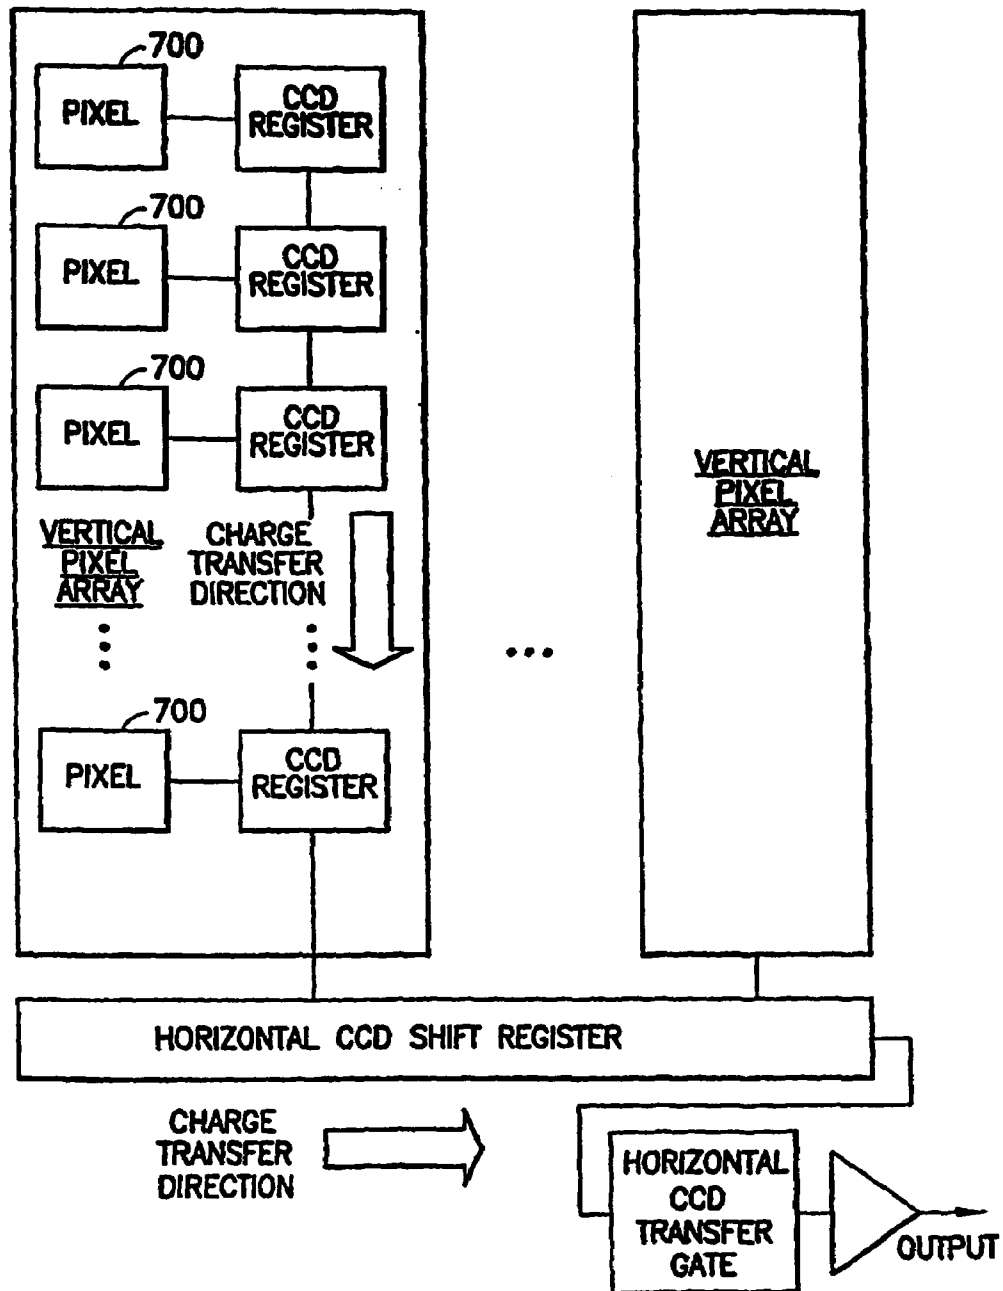 700
PIXEL
CCD
REGISTER
700
PIXEL
CCD
REGISTER
700
PIXEL
CCD
REGISTER
VERTICAL
PIXEL
ARRAY
CHARGE
TRANSFER
DIRECTION
700
PIXEL
CCD
REGISTER
VERTICAL
PIXEL
ARRAY
HORIZONTAL CCD SHIFT REGISTER
CHARGE
TRANSFER
DIRECTION
HORIZONTAL
CCD
TRANSFER
GATE
OUTPUT